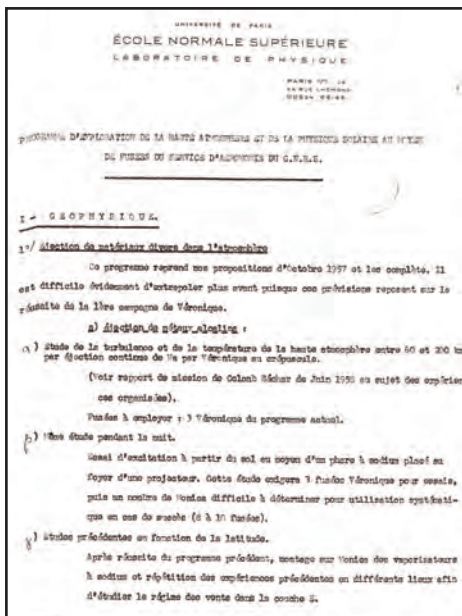 UNIVERSITÉ DE PARIS
ÉCOLE NORMALE SUPÉRIEURE
LABORATOIRE DE PHYSIQUE
PARIS
24 RUE LHOMOND
PROGRAMME D'EXPLORATION DE LA HAUTE ATMOSPHERE ET DE LA PHYSIQUE SOLAIRE AU MOYEN
DE FUSEES DU SERVICE D'AERONOMIE DU C.N.R.S.
I - GEOPHYSIQUE.
1°/ Ejection de matériaux divers dans l'atmosphère
Ce programme reprend nos propositions d'Octobre 1957 et les complète. Il
est difficile évidemment d'extrapoler plus avant puisque ces prévisions reposent sur la
réussite de la 1ère campagne de Véronique.
a) Ejection de métaux alcalins :
α) Etude de la turbulence et de la température de la haute atmosphère entre 60 et 200 km
par éjection continue de Na par Véronique au crépuscule.
(Voir rapport de mission de Colomb Béchar de Juin 1958 au sujet des expérien
ces organisées).
Fusées à employer : 3 Véronique du programme actuel.
β) Même étude pendant la nuit.
Essai d'excitation à partir du sol au moyen d'un phare à sodium placé au
foyer d'une projecteur. Cette étude exigera 3 fusées Véronique pour essais,
puis un nombre de Monica difficile à déterminer pour utilisation systémati-
que en cas de succès (6 à 10 fusées).
γ) Etudes précédentes en fonction de la latitude.
Après réussite du programme précédent, montage sur Monica des vaporisateurs
à sodium et répétition des expériences précédentes en différents lieux afin
d'étudier le régime des vents dans la couche E.